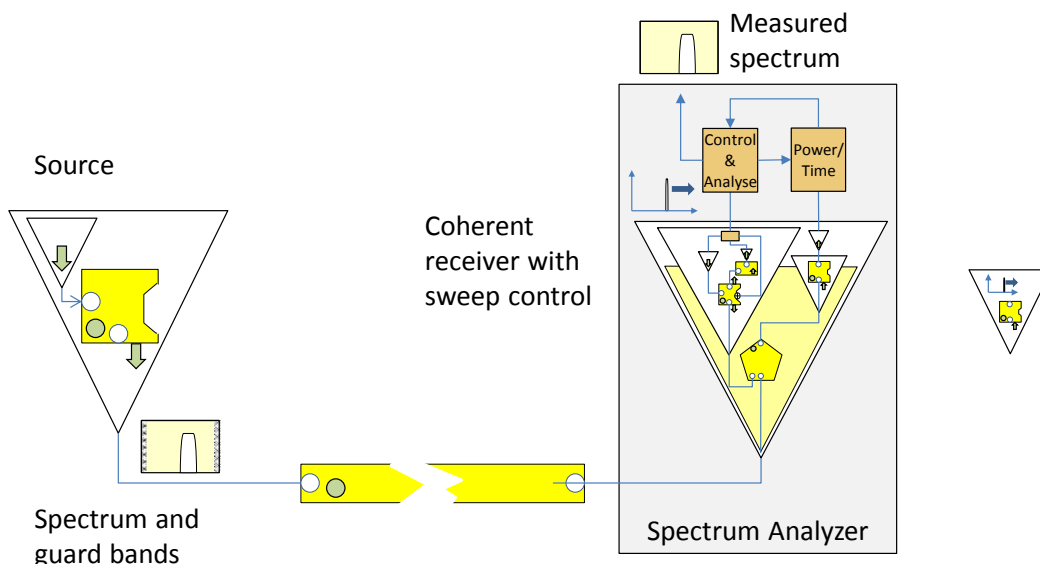 Measured
spectrum
Control
&
Analyse
Power/
Time
Source
Coherent
receiver with
sweep control
Spectrum and
guard bands
Spectrum Analyzer